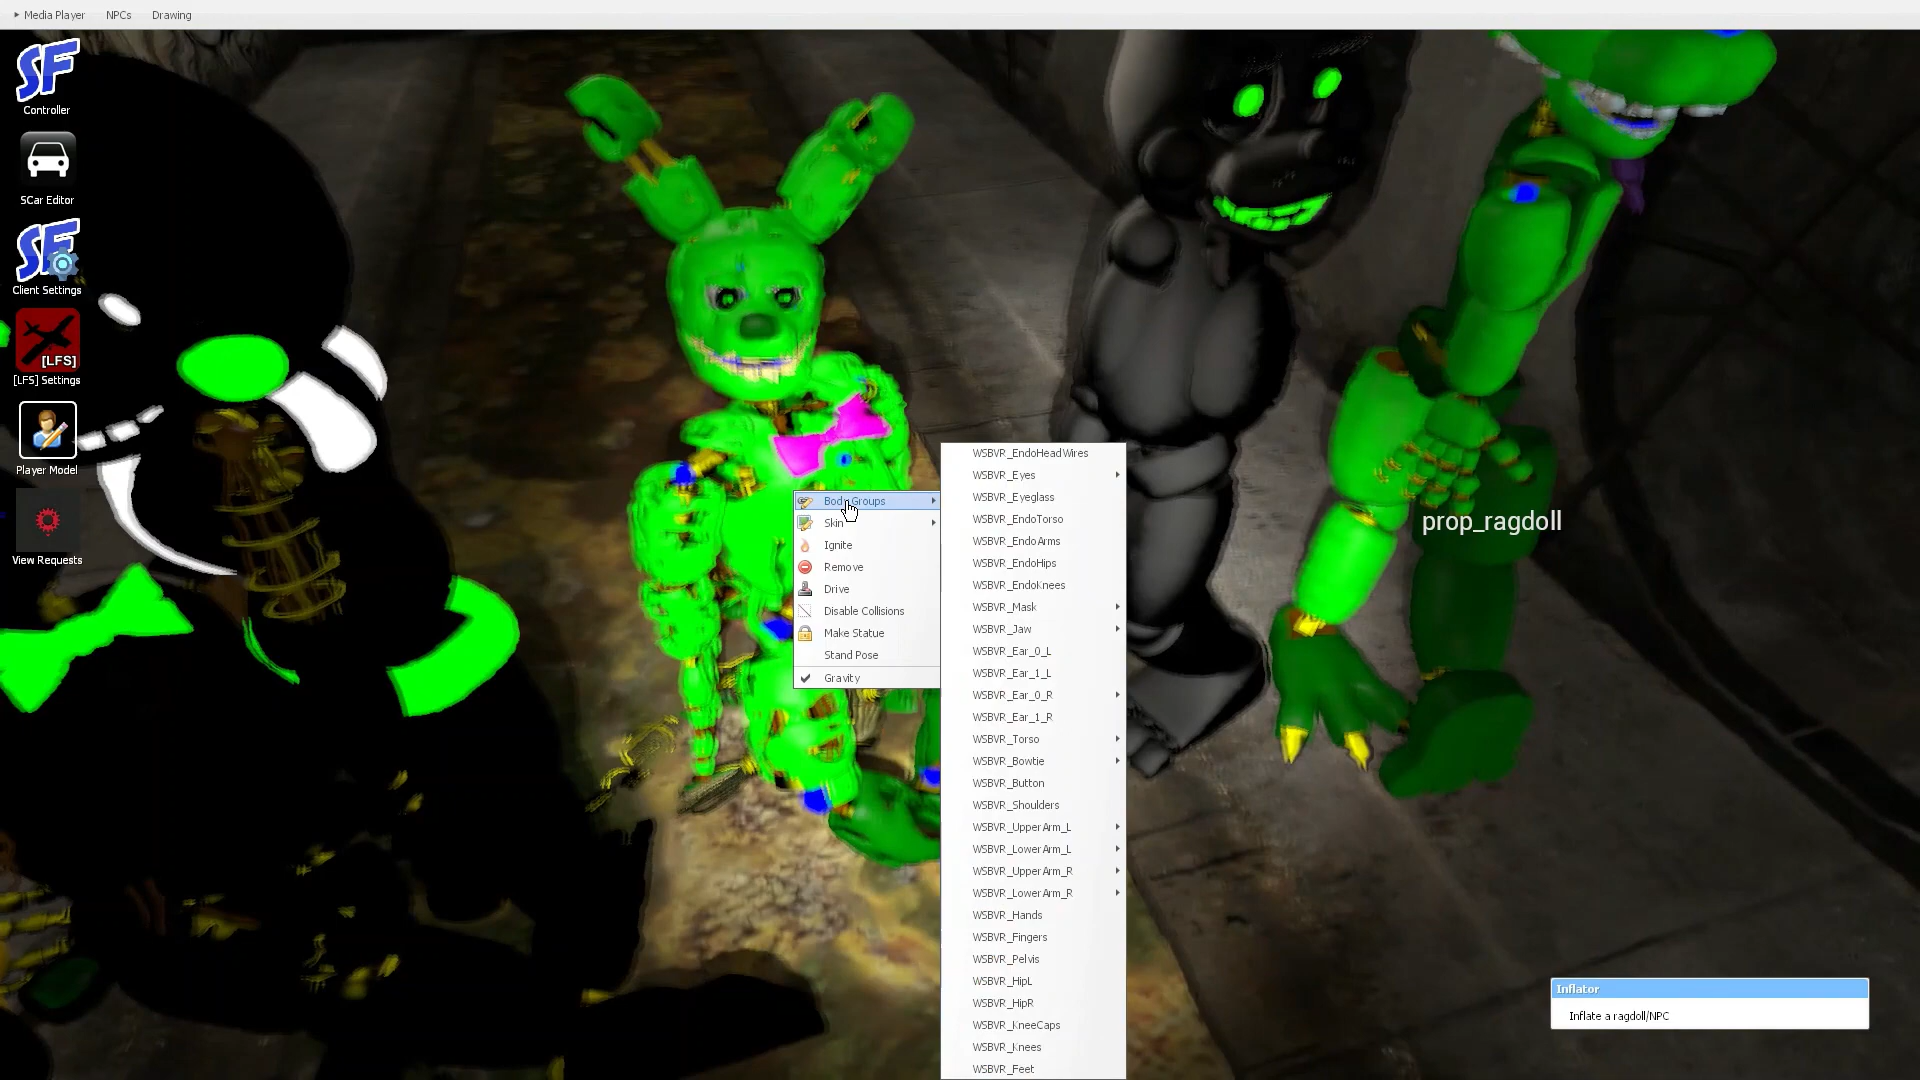 Media Player NPCs Drawing
SF
Controller
SCar Editor
SF
Client Settings
[LFS]
[LFS] Settings
Player Model
View Requests
Body Groups
Skin
Ignite
Remove
Drive
Disable Collisions
Make Statue
Stand Pose
Gravity
WSBVR_EndoHeadWires
WSBVR_Eyes
WSBVR_Eyeglass
WSBVR_EndoTorso
WSBVR_EndoArms
WSBVR_EndoHips
WSBVR_EndoKnees
WSBVR_Mask
WSBVR_Jaw
WSBVR_Ear_0_L
WSBVR_Ear_1_L
WSBVR_Ear_0_R
WSBVR_Ear_1_R
WSBVR_Torso
WSBVR_Bowtie
WSBVR_Button
WSBVR_Shoulders
WSBVR_UpperArm_L
WSBVR_LowerArm_L
WSBVR_UpperArm_R
WSBVR_LowerArm_R
WSBVR_Hands
WSBVR_Fingers
WSBVR_Pelvis
WSBVR_HipL
WSBVR_HipR
WSBVR_KneeCaps
WSBVR_Knees
WSBVR_Feet
prop_ragdoll
Inflator
Inflate a ragdoll/NPC